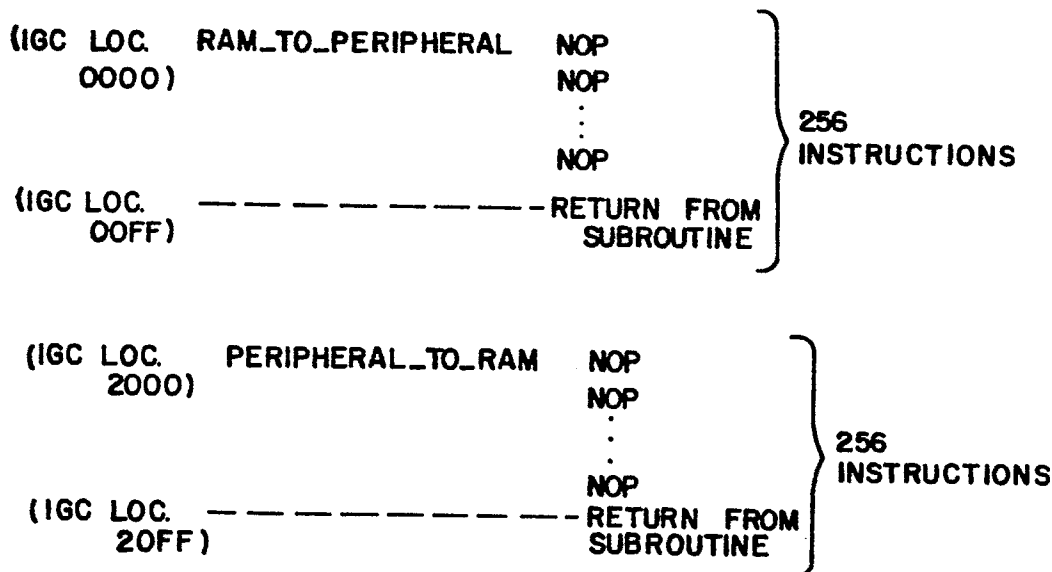 (IGC LOC. RAM_TO_PERIPHERAL NOP
0000) NOP
256
INSTRUCTIONS
NOP
(IGC LOC. RETURN FROM
00FF) SUBROUTINE
(IGC LOC. PERIPHERAL_TO_RAM NOP
2000) NOP
256
INSTRUCTIONS
NOP
(IGC LOC. RETURN FROM
20FF) SUBROUTINE